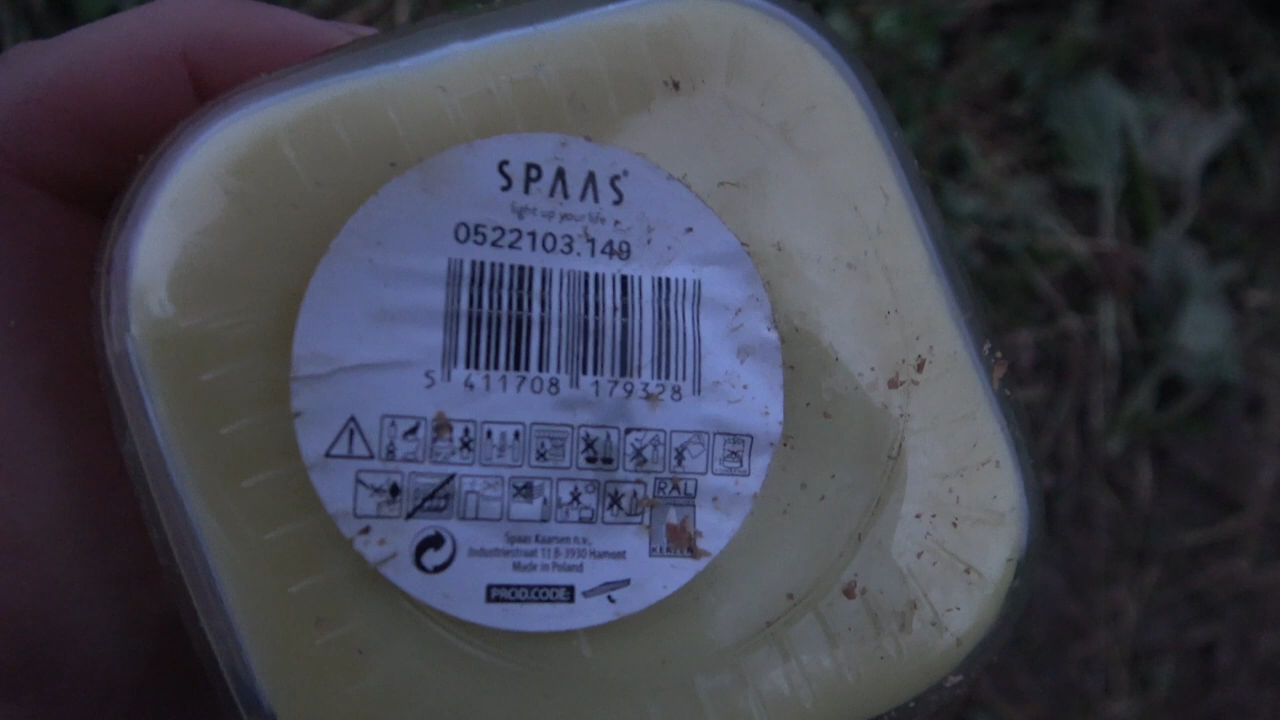 SPAAS®
light up your life
0522103.149
5 411708 179328
RAL
KERZEN
Spaas Kaarsen n.v.,
Industriestraat 11 B-3930 Hamont
Made in Poland
PROD.CODE: